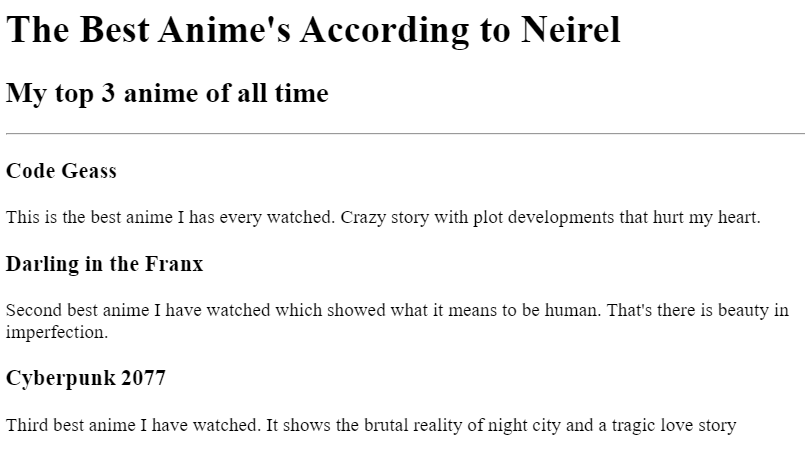 The Best Anime's According to Neirel
My top 3 anime of all time
Code Geass
This is the best anime I has every watched. Crazy story with plot developments that hurt my heart.
Darling in the Franx
Second best anime I have watched which showed what it means to be human. That's there is beauty in
imperfection.
Cyberpunk 2077
Third best anime I have watched. It shows the brutal reality of night city and a tragic love story